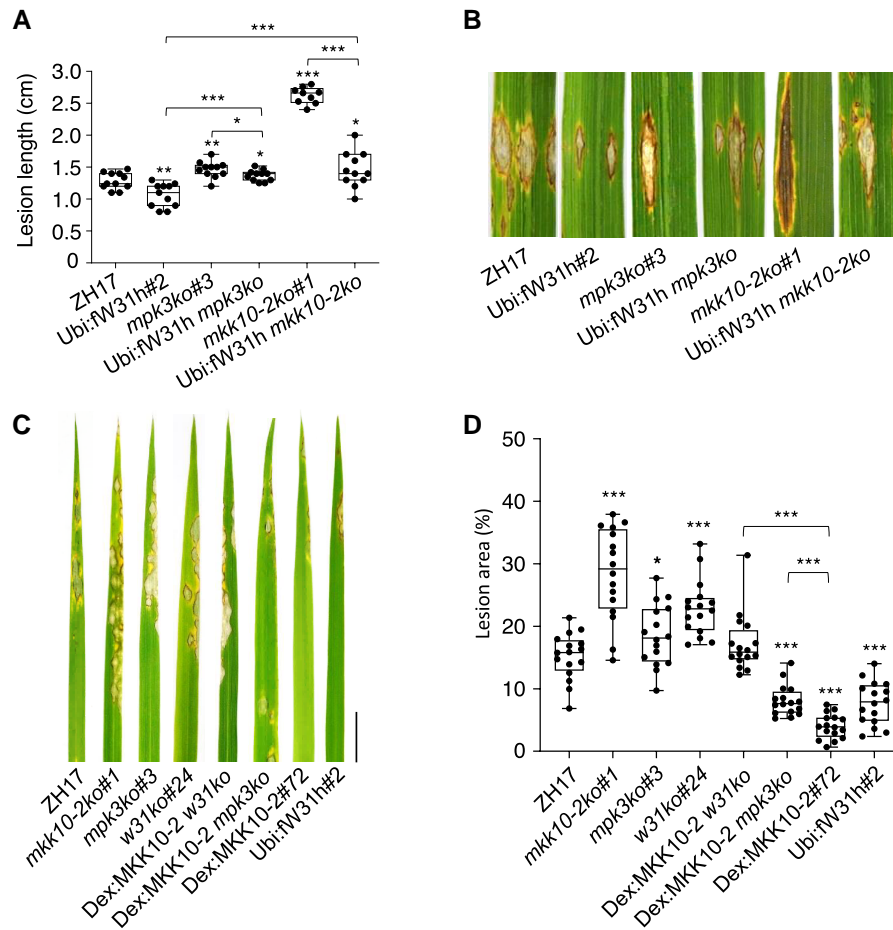 A
***
***
***
*
**
**
*
***
*
Lesion length (cm)
3.0
2.5
2.0
1.5
1.0
0.5
0
ZH17
Ubi:fW31h#2
mpk3ko#3
Ubi:fW31h mpk3ko
mkk10-2ko#1
Ubi:fW31h mkk10-2ko
B
ZH17
Ubi:fW31h#2
mpk3ko#3
Ubi:fW31h mpk3ko
mkk10-2ko#1
Ubi:fW31h mkk10-2ko
C
ZH17
mkk10-2ko#1
mpk3ko#3
w31ko#24
Dex:MKK10-2 w31ko
Dex:MKK10-2 mpk3ko
Dex:MKK10-2#72
Ubi:fW31h#2
D
Lesion area (%)
50
40
30
20
10
0
***
*
***
***
***
***
***
***
ZH17
mkk10-2ko#1
mpk3ko#3
w31ko#24
Dex:MKK10-2 w31ko
Dex:MKK10-2 mpk3ko
Dex:MKK10-2#72
Ubi:fW31h#2